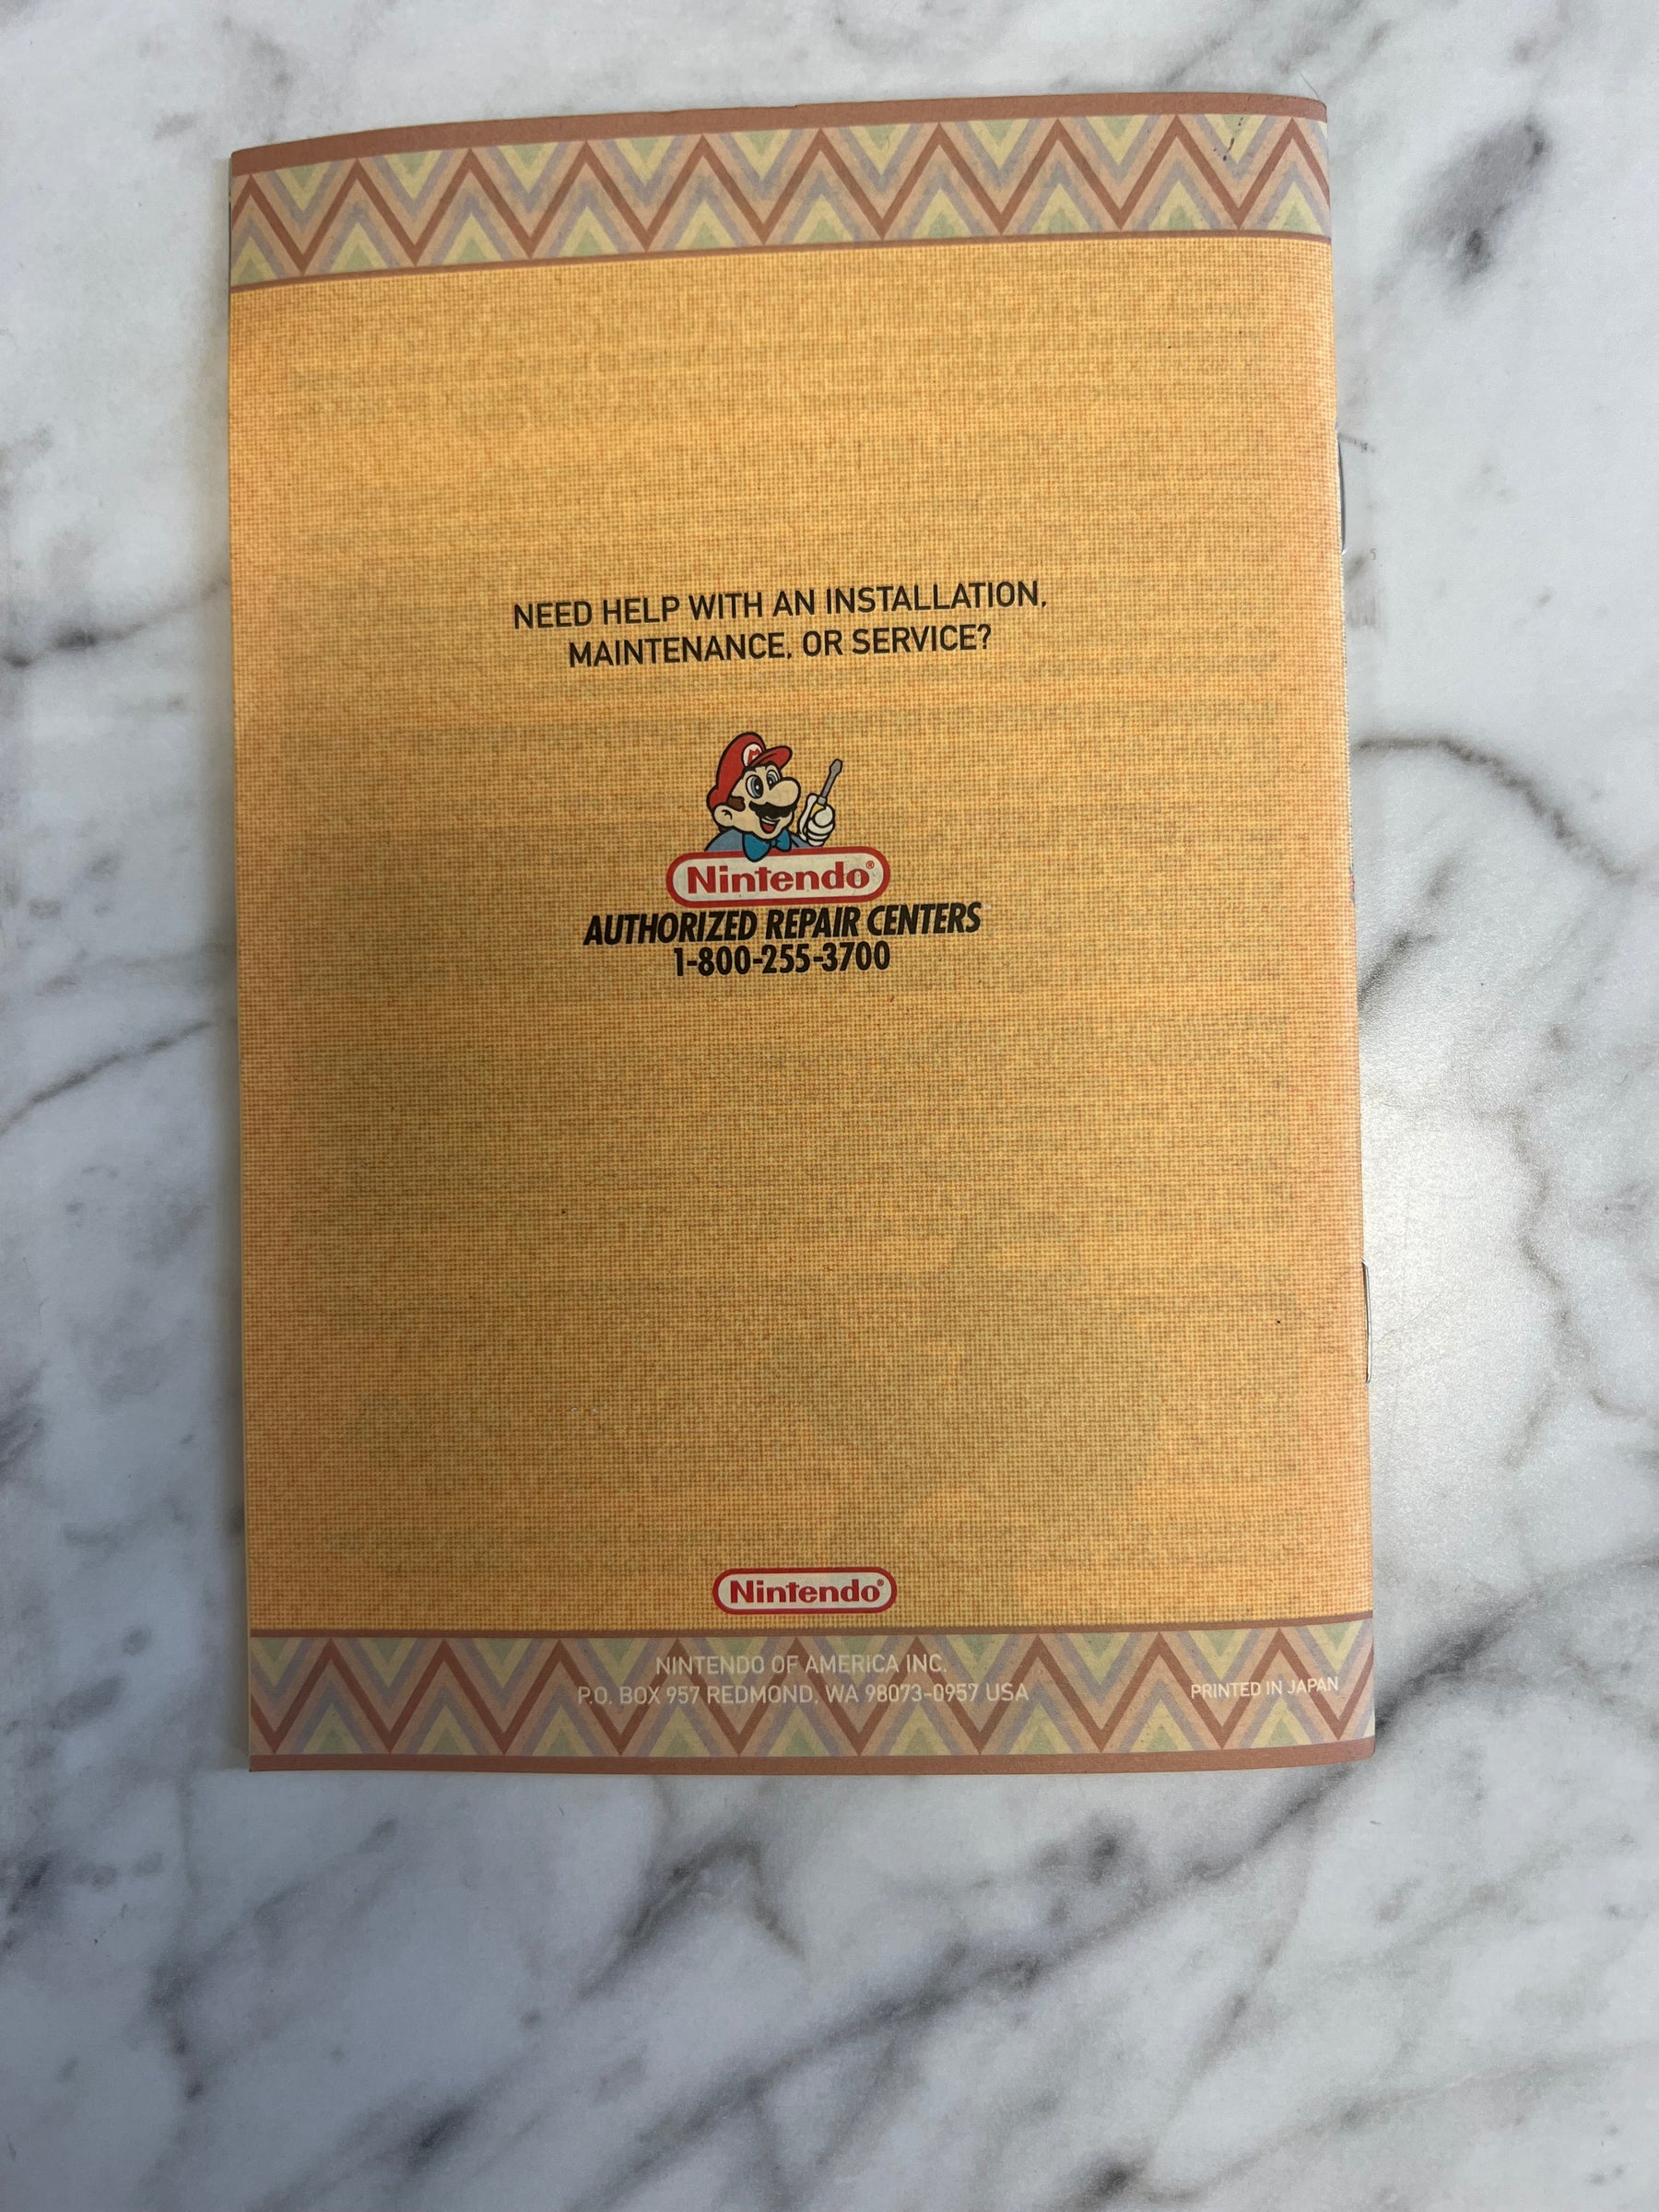 NEED HELP WITH AN INSTALLATION,
MAINTENANCE, OR SERVICE?
M
Nintendo®
AUTHORIZED REPAIR CENTERS
1-800-255-3700
Nintendo®
NINTENDO OF AMERICA INC.
P.O. BOX 957 REDMOND, WA 98073-0957 USA
PRINTED IN JAPAN